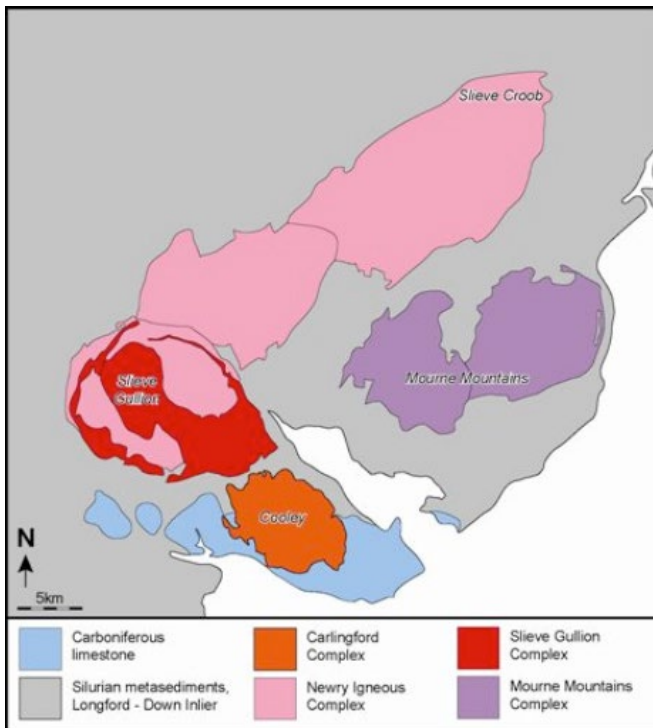 Slieve Croob
Slieve
Gullion
Mourne Mountains
Cooley
N
5km
Carboniferous
limestone
Carlingford
Complex
Slieve Gullion
Complex
Silurian metasediments,
Longford - Down Inlier
Newry Igneous
Complex
Mourne Mountains
Complex